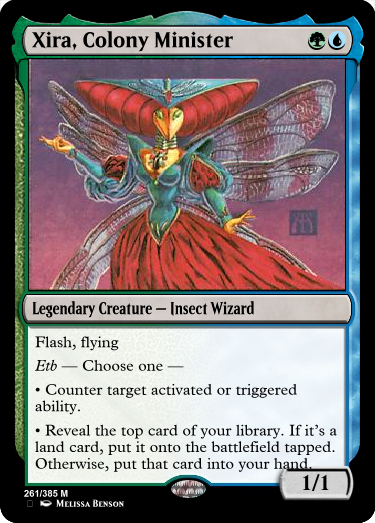 Xira, Colony Minister
Legendary Creature — Insect Wizard
Flash, flying
Etb — Choose one —
• Counter target activated or triggered
ability.
• Reveal the top card of your library. If it's a
land card, put it onto the battlefield tapped.
Otherwise, put that card into your hand.
1/1
261/385 M
Melissa Benson